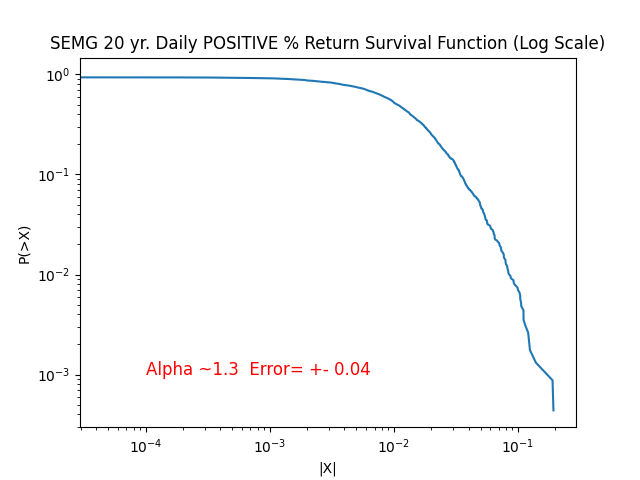 SEMG 20 yr. Daily POSITIVE % Return Survival Function (Log Scale)
10⁰
10⁻¹
10⁻²
10⁻³
P(>X)
Alpha ~1.3  Error= +- 0.04
10⁻⁴ 10⁻³ 10⁻² 10⁻¹
|X|